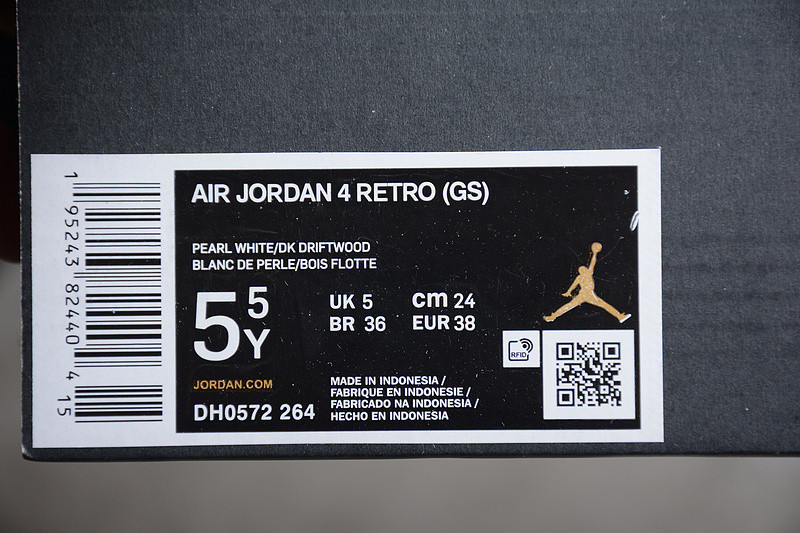 AIR JORDAN 4 RETRO (GS)
PEARL WHITE/DK DRIFTWOOD
BLANC DE PERLE/BOIS FLOTTE
5 5Y
UK 5 cm 24
BR 36 EUR 38
RFID
JORDAN.COM
DH0572 264
MADE IN INDONESIA /
FABRIQUE EN INDONESIE /
FABRICADO NA INDONESIA /
HECHO EN INDONESIA
1 95243 82440 4 15